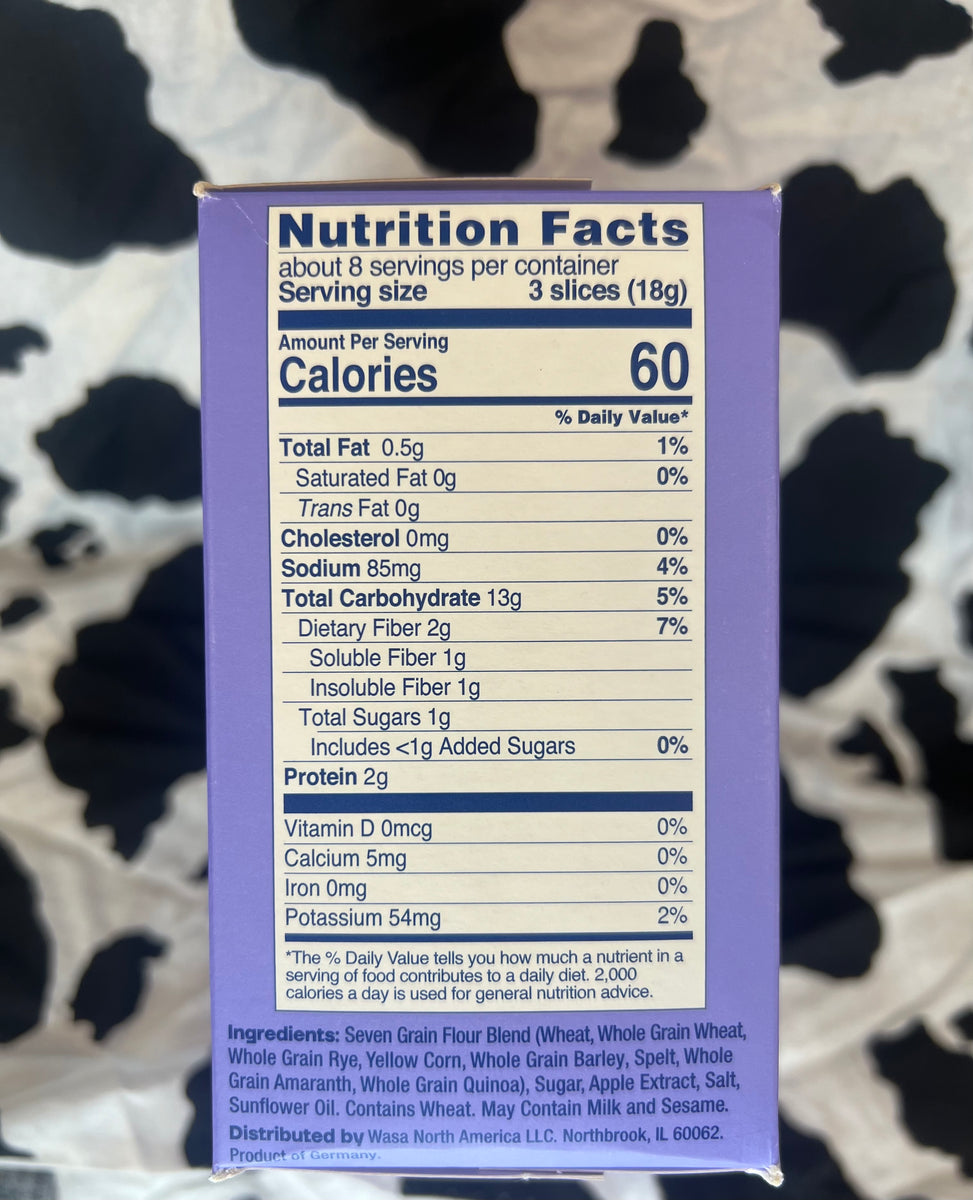 Nutrition Facts
about 8 servings per container
Serving size 3 slices (18g)
Amount Per Serving
Calories 60
% Daily Value*
Total Fat 0.5g 1%
Saturated Fat 0g 0%
Trans Fat 0g
Cholesterol 0mg 0%
Sodium 85mg 4%
Total Carbohydrate 13g 5%
Dietary Fiber 2g 7%
Soluble Fiber 1g
Insoluble Fiber 1g
Total Sugars 1g
Includes <1g Added Sugars 0%
Protein 2g
Vitamin D 0mcg 0%
Calcium 5mg 0%
Iron 0mg 0%
Potassium 54mg 2%
*The % Daily Value tells you how much a nutrient in a
serving of food contributes to a daily diet. 2,000
calories a day is used for general nutrition advice.
Ingredients: Seven Grain Flour Blend (Wheat, Whole Grain Wheat,
Whole Grain Rye, Yellow Corn, Whole Grain Barley, Spelt, Whole
Grain Amaranth, Whole Grain Quinoa), Sugar, Apple Extract, Salt,
Sunflower Oil. Contains Wheat. May Contain Milk and Sesame.
Distributed by Wasa North America LLC. Northbrook, IL 60062.
Product of Germany.